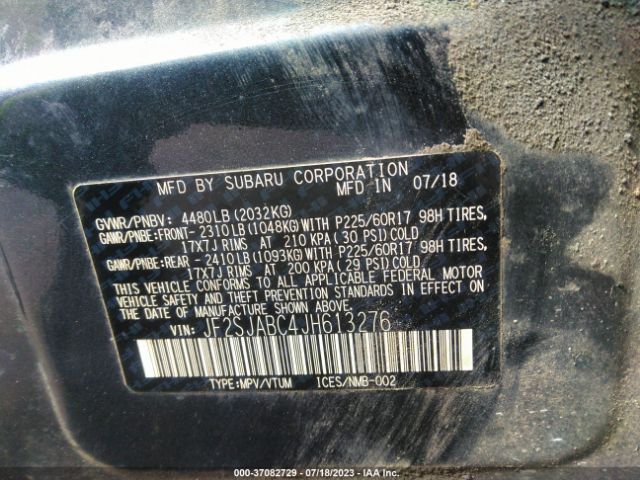 MFD BY SUBARU CORPORATION
MFD IN 07/18
GVWR/PNBV: 4480LB(2032KG)
GAWR/PNBE:FRONT-2310LB(1048KG)WITH P225/60R17 98H TIRES,
17X7J RIMS AT 210 KPA(30 PSI)COLD
GAWR/PNBE:REAR -2410LB(1093KG)WITH P225/60R17 98H TIRES,
17X7J RIMS AT 200 KPA(29 PSI)COLD
THIS VEHICLE CONFORMS TO ALL APPLICABLE FEDERAL MOTOR
VEHICLE SAFETY AND THEFT PREVENTION STANDARDS IN EFFECT ON
THE DATE OF MANUFACTURE SHOWN ABOVE.
VIN: JF2SJABC4JH613276
TYPE:MPV/VTUM ICES/NMB-002
000-37082729 - 07/18/2023 - IAA Inc.